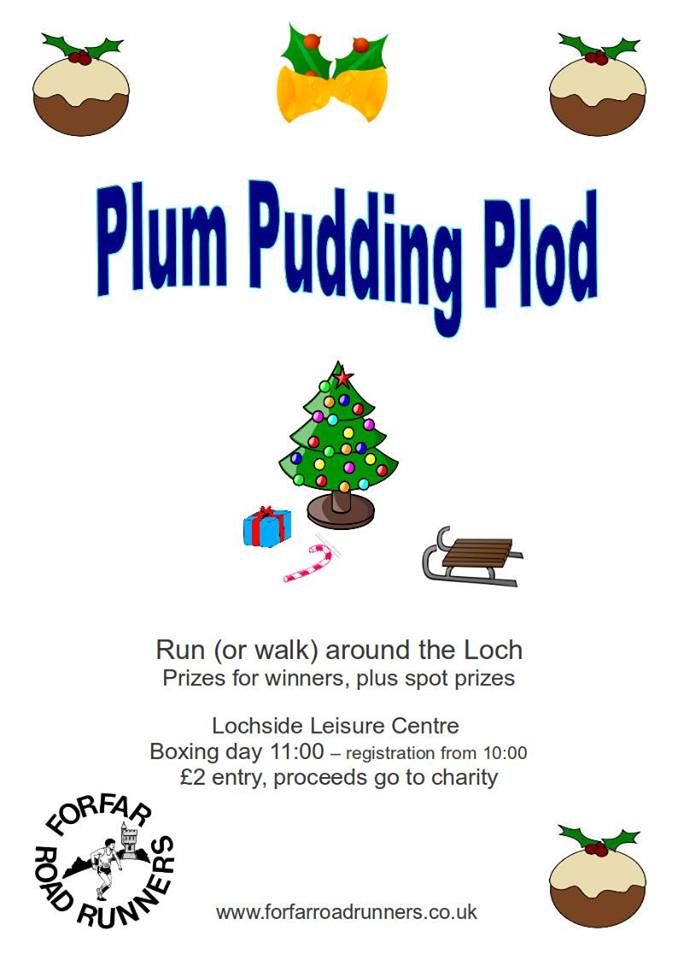 Plum Pudding Plod
Run (or walk) around the Loch
Prizes for winners, plus spot prizes
Lochside Leisure Centre
Boxing day 11:00 – registration from 10:00
£2 entry, proceeds go to charity
FORFAR
ROAD RUNNERS
www.forfarroadrunners.co.uk